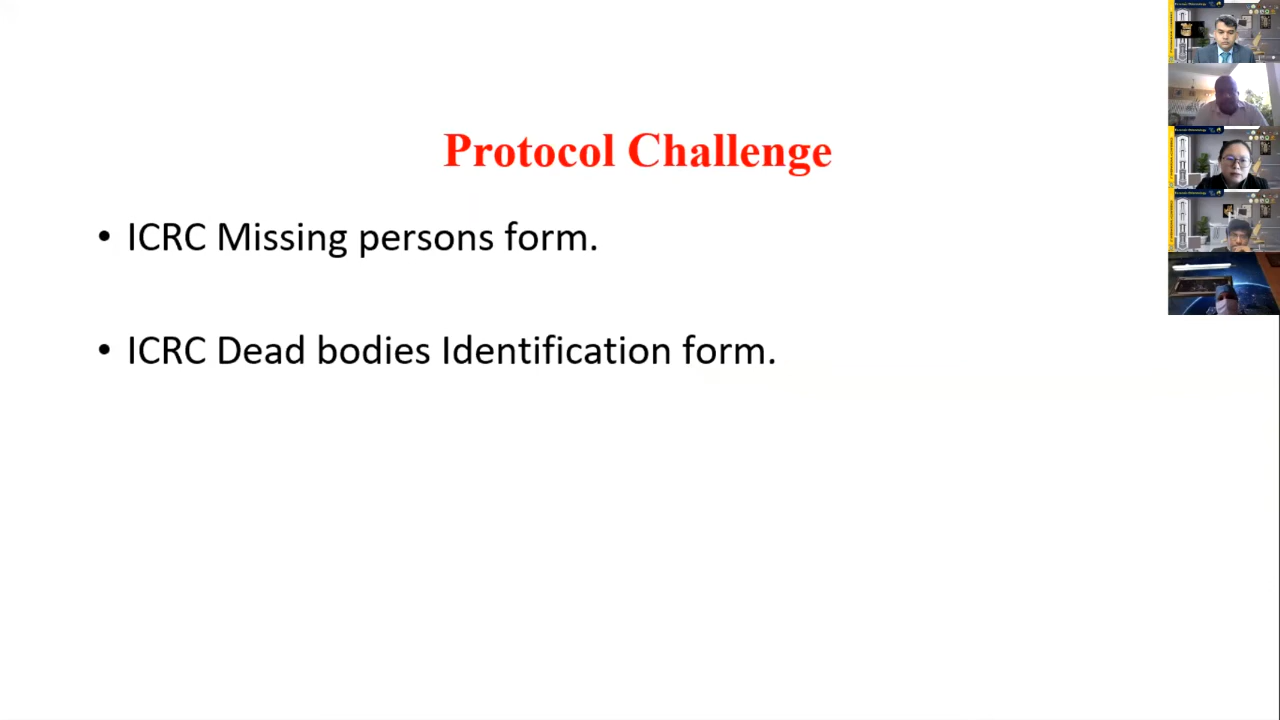 Protocol Challenge
• ICRC Missing persons form.
• ICRC Dead bodies Identification form.